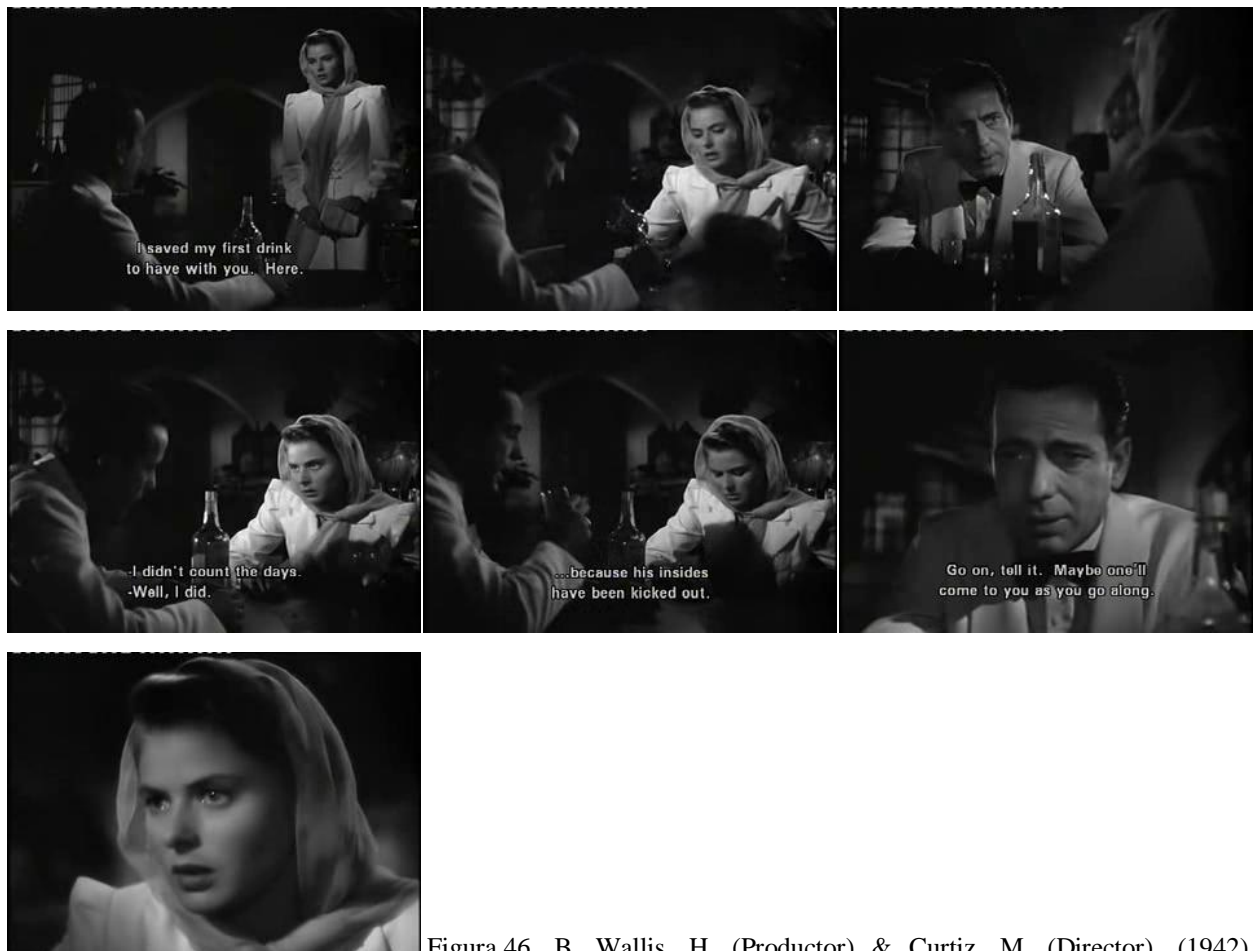 I saved my first drink
to have with you. Here.
-I didn't count the days.
-Well, I did.
...because his insides
have been kicked out.
Go on, tell it. Maybe one'll
come to you as you go along.
Figura 46. B. Wallis, H. (Productor) & Curtiz, M. (Director). (1942).